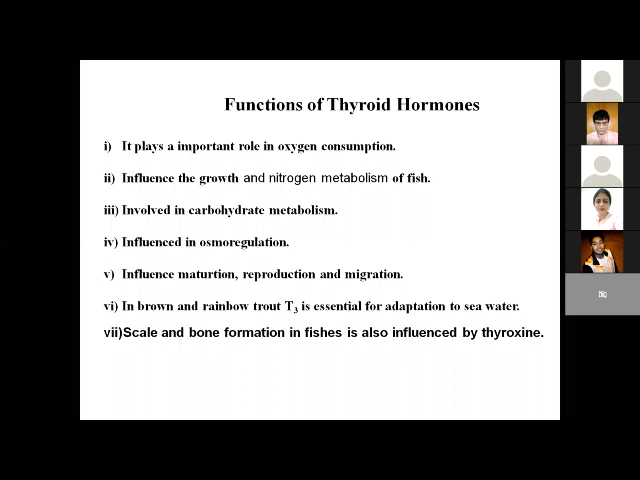 Functions of Thyroid Hormones
i) It plays a important role in oxygen consumption.
ii) Influence the growth and nitrogen metabolism of fish.
iii) Involved in carbohydrate metabolism.
iv) Influenced in osmoregulation.
v) Influence maturtion, reproduction and migration.
vi) In brown and rainbow trout T3 is essential for adaptation to sea water.
vii)Scale and bone formation in fishes is also influenced by thyroxine.